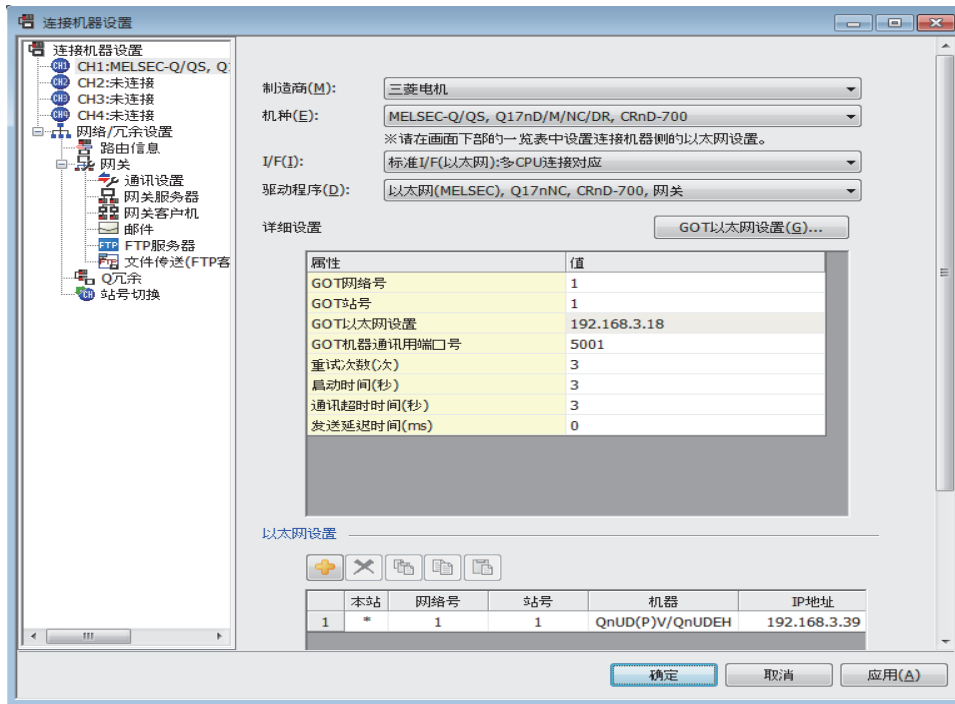 连接机器设置
连接机器设置
CH1:MELSEC-Q/QS, Q
CH2:未连接
CH3:未连接
CH4:未连接
网络/冗余设置
路由信息
网关
通讯设置
网关服务器
网关客户机
邮件
FTP服务器
文件传送(FTP客
Q冗余
站号切换
制造商(M): 三菱电机
机种(E): MELSEC-Q/QS, Q17nD/M/NC/DR, CRnD-700
※请在画面下部的一览表中设置连接机器侧的以太网设置。
I/F(I): 标准I/F(以太网):多CPU连接对应
驱动程序(D): 以太网(MELSEC), Q17nNC, CRnD-700, 网关
详细设置 GOT以太网设置(G)...
属性 值
GOT网络号 1
GOT站号 1
GOT以太网设置 192.168.3.18
GOT机器通讯用端口号 5001
重试次数(次) 3
启动时间(秒) 3
通讯超时时间(秒) 3
发送延迟时间(ms) 0
以太网设置
本站 网络号 站号 机器 IP地址
1 * 1 1 QnUD(P)V/QnUDEH 192.168.3.39
确定 取消 应用(A)